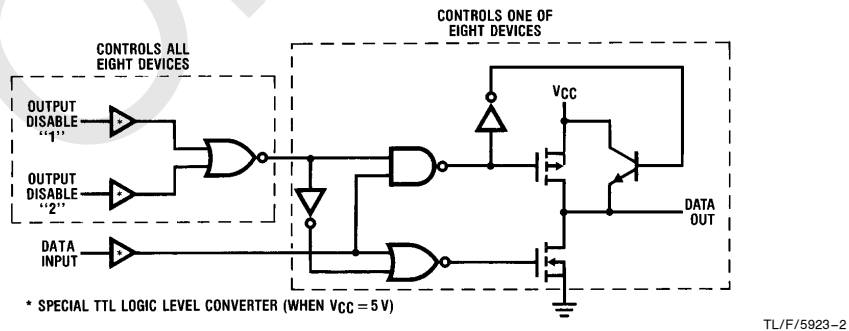 CONTROLS ONE OF
EIGHT DEVICES
CONTROLS ALL
EIGHT DEVICES
OUTPUT
DISABLE
"1"
*
VCC
OUTPUT
DISABLE
"2"
*
DATA
OUT
DATA
INPUT
*
* SPECIAL TTL LOGIC LEVEL CONVERTER (WHEN VCC = 5 V)
TL/F/5923–2